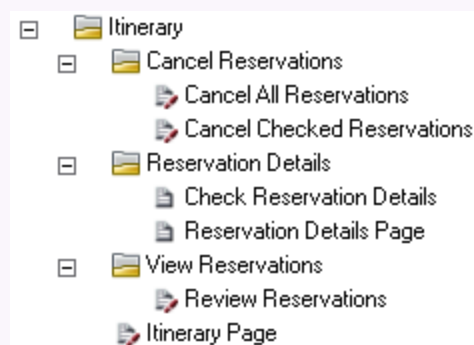 Itinerary
Cancel Reservations
Cancel All Reservations
Cancel Checked Reservations
Reservation Details
Check Reservation Details
Reservation Details Page
View Reservations
Review Reservations
Itinerary Page